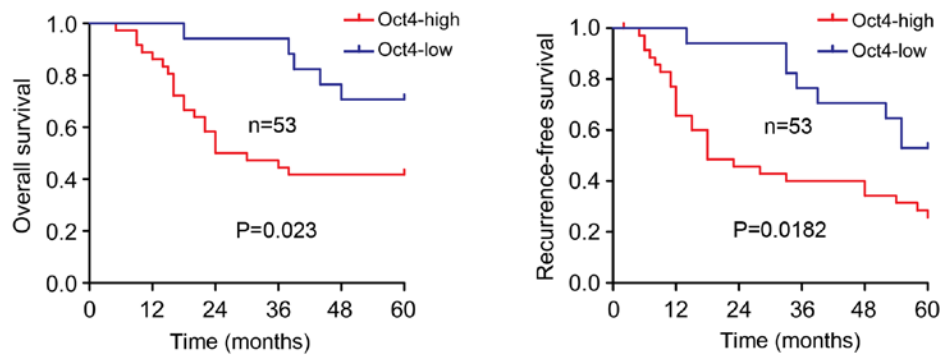 Oct4-high
Oct4-low
1.0
0.8
0.6
0.4
0.2
0.0
Overall survival
n=53
P=0.023
0 12 24 36 48 60
Time (months)
Oct4-high
Oct4-low
1.0
0.8
0.6
0.4
0.2
0.0
Recurrence-free survival
n=53
P=0.0182
0 12 24 36 48 60
Time (months)